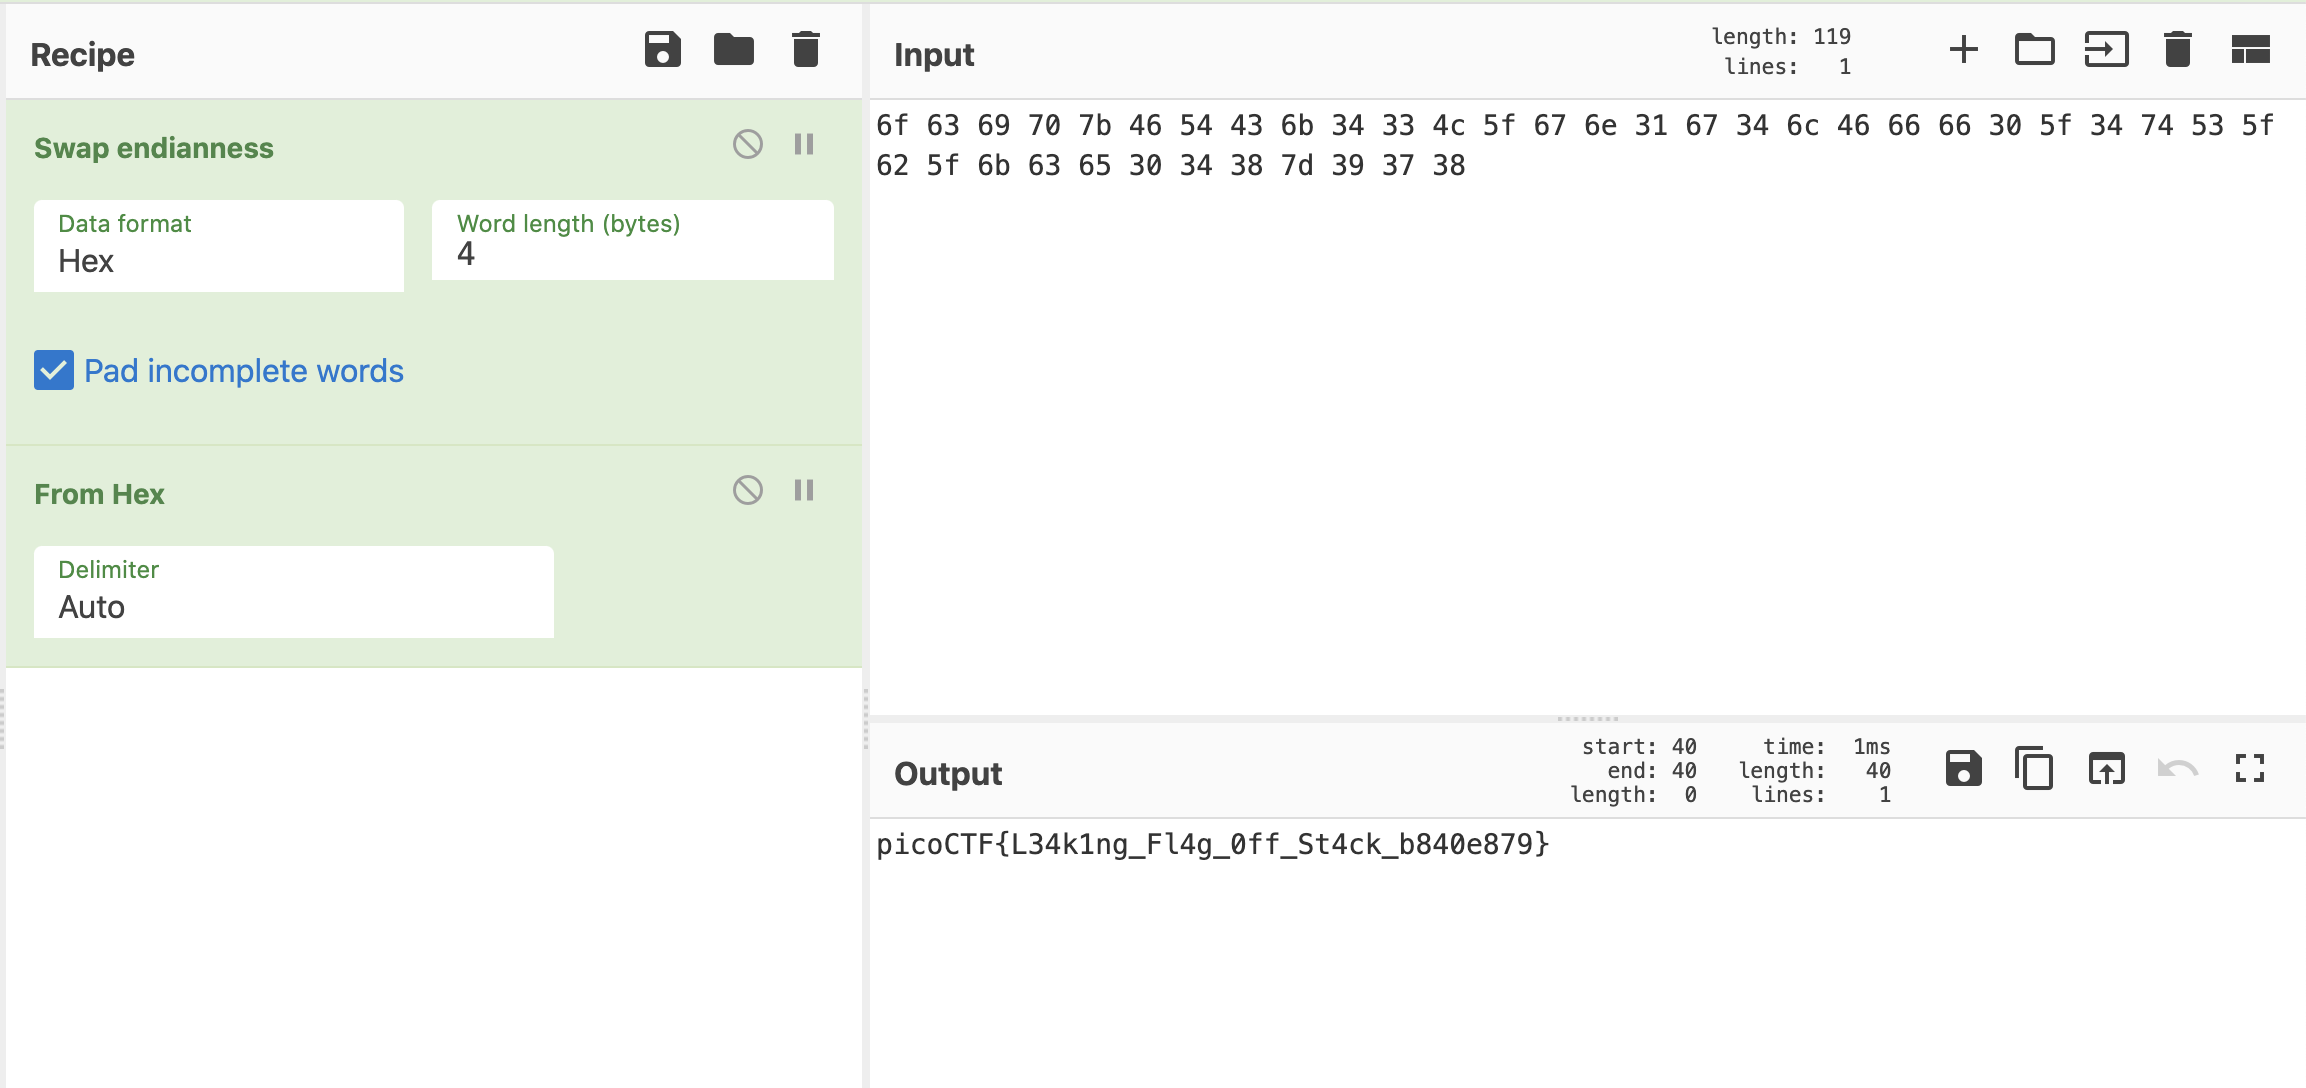 Recipe
Swap endianness
Data format
Hex
Word length (bytes)
4
Pad incomplete words
From Hex
Delimiter
Auto
Input
length: 119
lines: 1
6f 63 69 70 7b 46 54 43 6b 34 33 4c 5f 67 6e 31 67 34 6c 46 66 66 30 5f 34 74 53 5f
62 5f 6b 63 65 30 34 38 7d 39 37 38
Output
start: 40 time: 1ms
end: 40 length: 40
length: 0 lines: 1
picoCTF{L34k1ng_Fl4g_0ff_St4ck_b840e879}